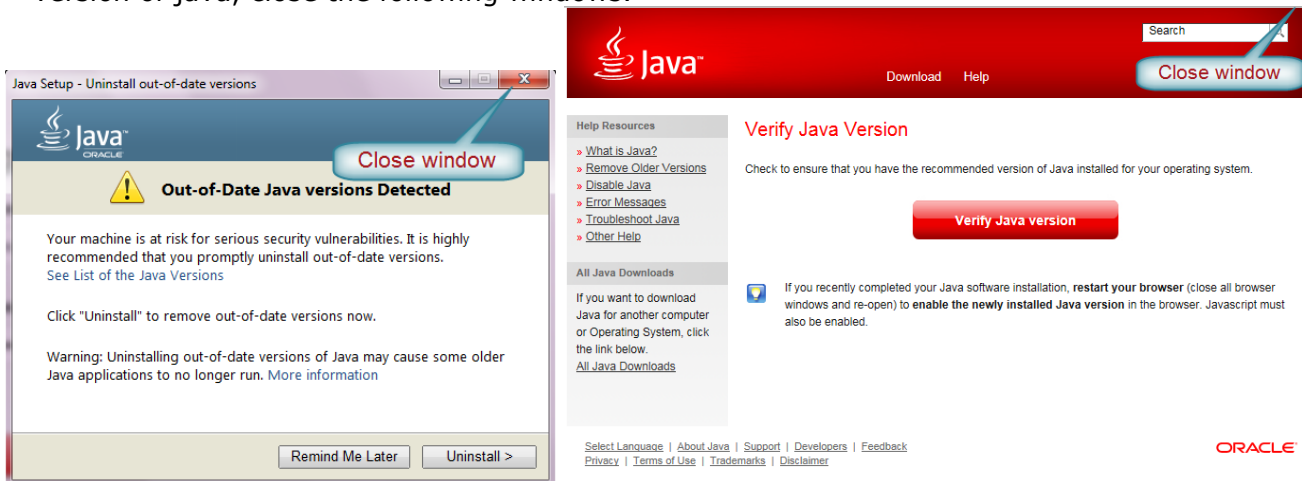 version of Java, close the following windows:
Java Setup - Uninstall out-of-date versions
Java™
ORACLE
Close window
Out-of-Date Java versions Detected
Your machine is at risk for serious security vulnerabilities. It is highly
recommended that you promptly uninstall out-of-date versions.
See List of the Java Versions
Click "Uninstall" to remove out-of-date versions now.
Warning: Uninstalling out-of-date versions of Java may cause some older
Java applications to no longer run. More information
Remind Me Later
Uninstall >
Java™
Search
Download Help
Close window
Help Resources
» What is Java?
» Remove Older Versions
» Disable Java
» Error Messages
» Troubleshoot Java
» Other Help
All Java Downloads
If you want to download
Java for another computer
or Operating System, click
the link below.
All Java Downloads
Verify Java Version
Check to ensure that you have the recommended version of Java installed for your operating system.
Verify Java version
If you recently completed your Java software installation, restart your browser (close all browser
windows and re-open) to enable the newly installed Java version in the browser. Javascript must
also be enabled.
Select Language | About Java | Support | Developers | Feedback
Privacy | Terms of Use | Trademarks | Disclaimer
ORACLE